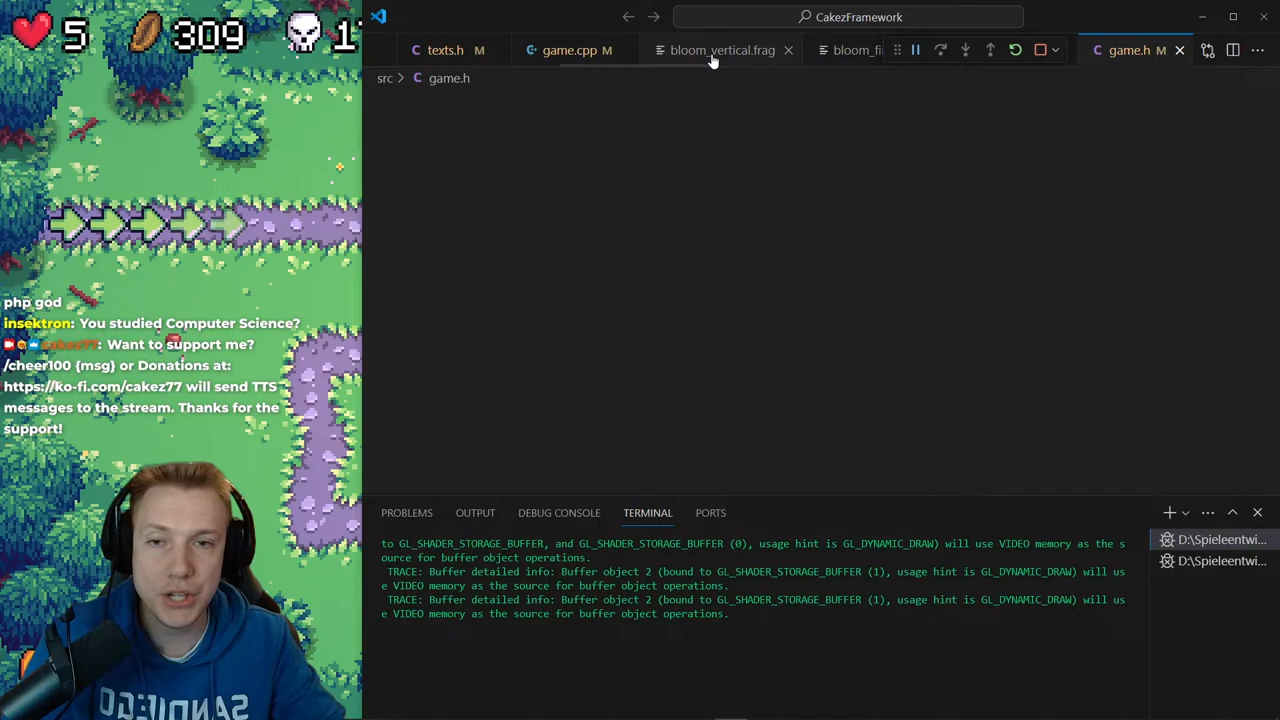 5
309
1
php god
insektron: You studied Computer Science?
cakez77: Want to support me?
/cheer100 {msg} or Donations at:
https://ko-fi.com/cakez77 will send TTS
messages to the stream. Thanks for the
support!
SANDIEGO
CakezFramework
texts.h M
game.cpp M
bloom_vertical.frag
bloom_fi
game.h M
src > game.h
PROBLEMS OUTPUT DEBUG CONSOLE TERMINAL PORTS
to GL_SHADER_STORAGE_BUFFER, and GL_SHADER_STORAGE_BUFFER (0), usage hint is GL_DYNAMIC_DRAW) will use VIDEO memory as the s
ource for buffer object operations.
TRACE: Buffer detailed info: Buffer object 2 (bound to GL_SHADER_STORAGE_BUFFER (1), usage hint is GL_DYNAMIC_DRAW) will us
e VIDEO memory as the source for buffer object operations.
TRACE: Buffer detailed info: Buffer object 2 (bound to GL_SHADER_STORAGE_BUFFER (1), usage hint is GL_DYNAMIC_DRAW) will us
e VIDEO memory as the source for buffer object operations.
D:\Spieleentwi...
D:\Spieleentwi...